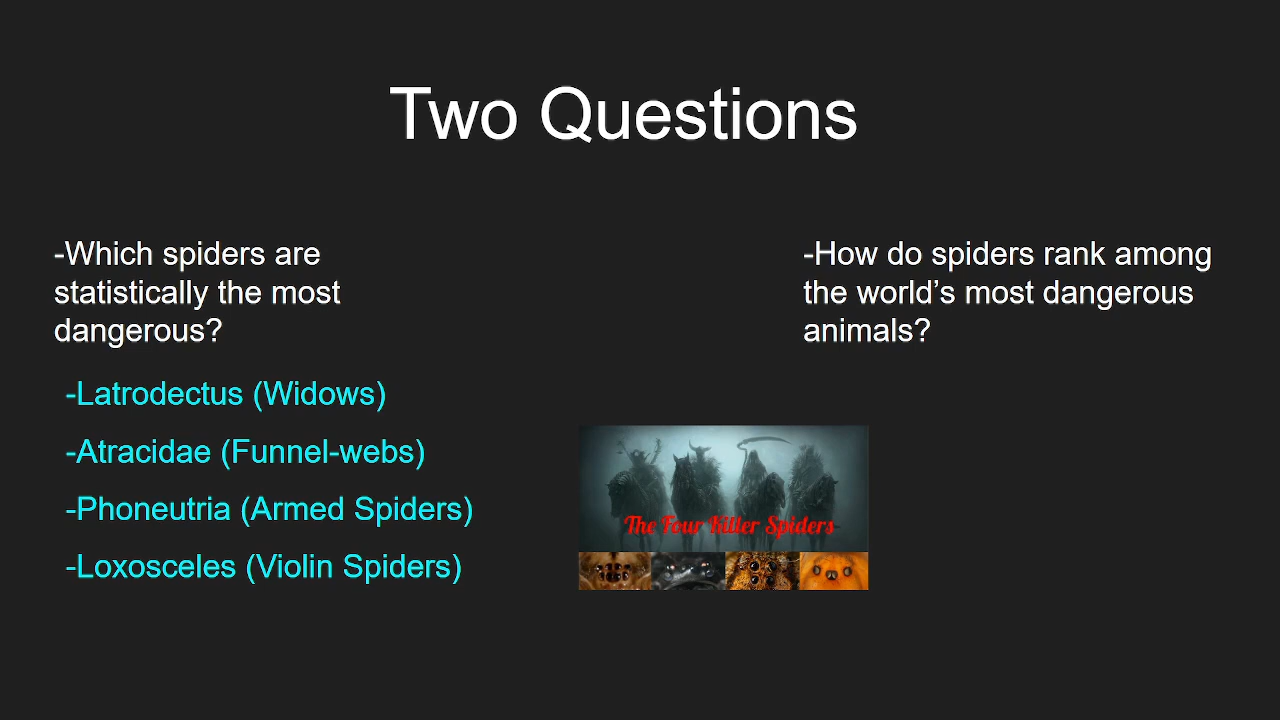 Two Questions
-Which spiders are
statistically the most
dangerous?
-Latrodectus (Widows)
-Atracidae (Funnel-webs)
-Phoneutria (Armed Spiders)
-Loxosceles (Violin Spiders)
The Four Killer Spiders
-How do spiders rank among
the world’s most dangerous
animals?